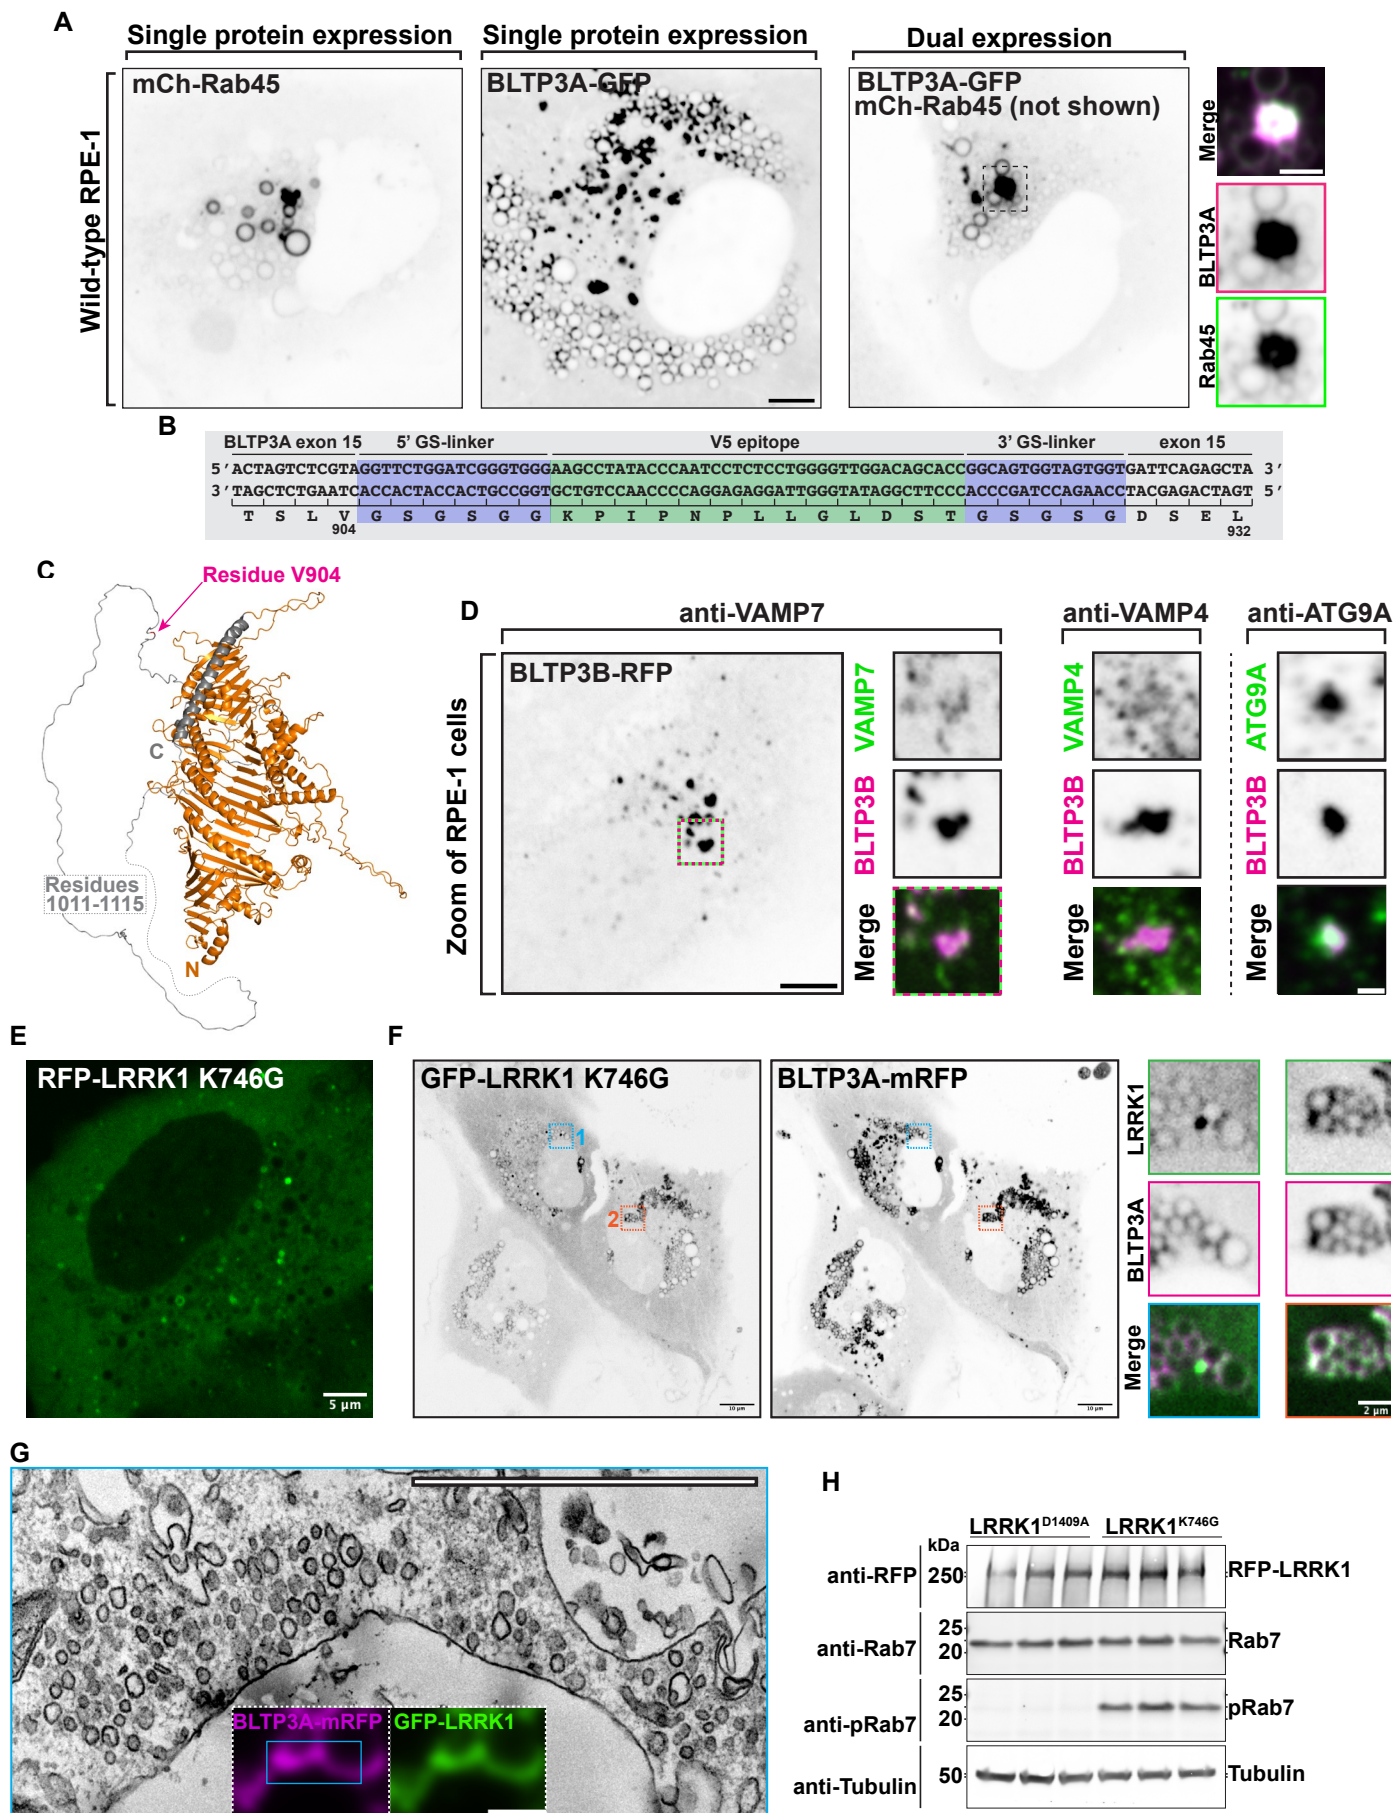 A
Single protein expression
Single protein expression
Dual expression
Wild-type RPE-1
mCh-Rab45
BLTP3A-GFP
BLTP3A-GFP
mCh-Rab45 (not shown)
Merge
BLTP3A
Rab45
B
BLTP3A exon 15
5’ GS-linker
V5 epitope
3’ GS-linker
exon 15
5’ ACTAGTCTCGTAGGTTCTGGATCGGGTGGGAAGCCTATACCCAATCCTCTCCTGGGGTTGGACAGCACCGGCAGTGGTAGTGGTGATTCAGAGCTA 3’
3’ TAGCTCTGAATCACCACTACCACTGCCGGTGCTGTCCAACCCCAGGAGAGGATTGGGTATAGGCTTCCCACCCGATCCAGAACCTACGAGACTAGT 5’
T S L V G S G S G G K P I P N P L L G L D S T G S G S G D S E L
904
932
C
Residue V904
C
Residues
1011-1115
N
D
anti-VAMP7
anti-VAMP4
anti-ATG9A
Zoom of RPE-1 cells
BLTP3B-RFP
VAMP7
BLTP3B
Merge
VAMP4
BLTP3B
Merge
ATG9A
BLTP3B
Merge
E
RFP-LRRK1 K746G
5 µm
F
GFP-LRRK1 K746G
1
2
10 µm
BLTP3A-mRFP
10 µm
LRRK1
BLTP3A
Merge
2 µm
G
BLTP3A-mRFP
GFP-LRRK1
H
LRRK1D1409A
LRRK1K746G
kDa
anti-RFP
250
RFP-LRRK1
anti-Rab7
25
20
Rab7
anti-pRab7
25
20
pRab7
anti-Tubulin
50
Tubulin